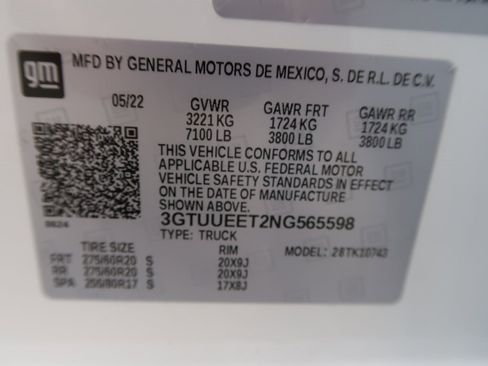 gm MFD BY GENERAL MOTORS DE MEXICO, S. DE R.L. DE C.V.
05/22 GVWR GAWR FRT GAWR RR
3221 KG 1724 KG 1724 KG
7100 LB 3800 LB 3800 LB
THIS VEHICLE CONFORMS TO ALL
APPLICABLE U.S. FEDERAL MOTOR
VEHICLE SAFETY STANDARDS IN EFFECT
ON THE DATE OF MANUFACTURE
SHOWN ABOVE.
3GTUUEET2NG565598
TYPE: TRUCK MODEL:
TIRE SIZE RIM
FRT 275/60R20 S 20X9J
RR 275/60R20 S 20X9J
SPA S 17X8J